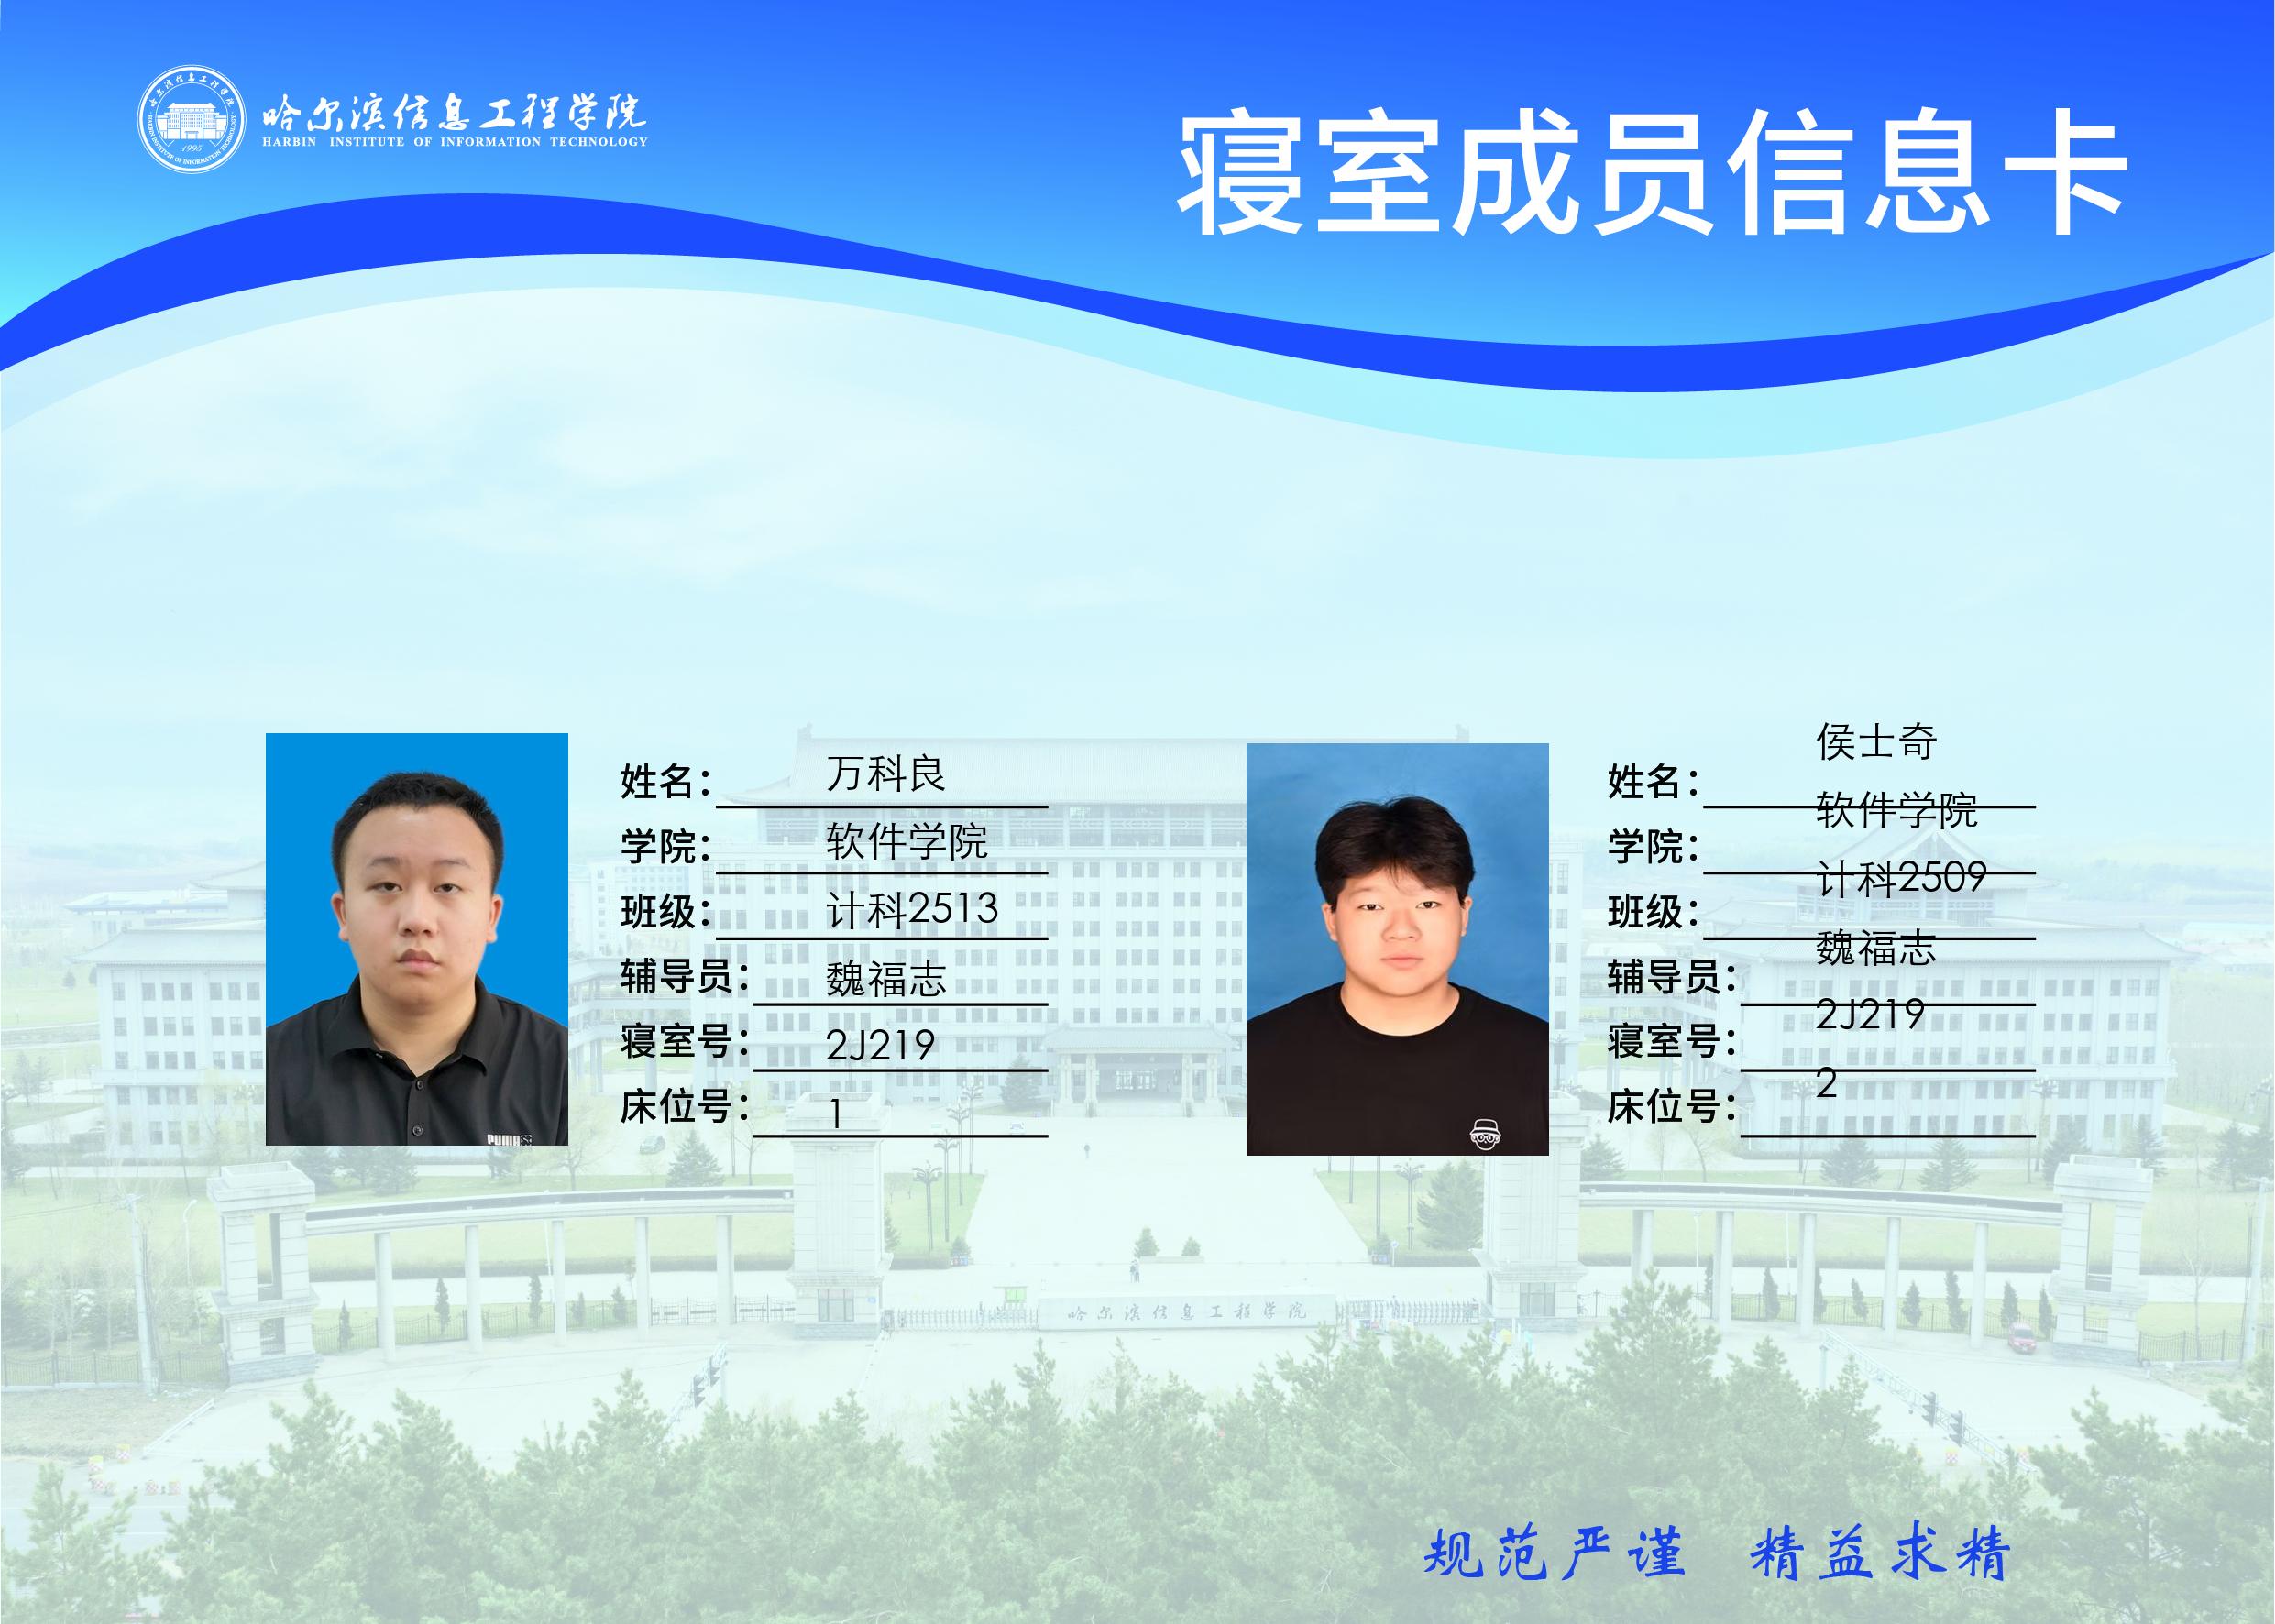 哈尔滨信息工程学院
HARBIN INSTITUTE OF INFORMATION TECHNOLOGY
1995
寝室成员信息卡
姓名： 万科良
学院： 软件学院
班级： 计科2513
辅导员： 魏福志
寝室号： 2J219
床位号： 1
PUMA
姓名： 侯士奇
学院： 软件学院
班级： 计科2509
辅导员： 魏福志
寝室号： 2J219
床位号： 2
哈尔滨信息工程学院
规范严谨 精益求精